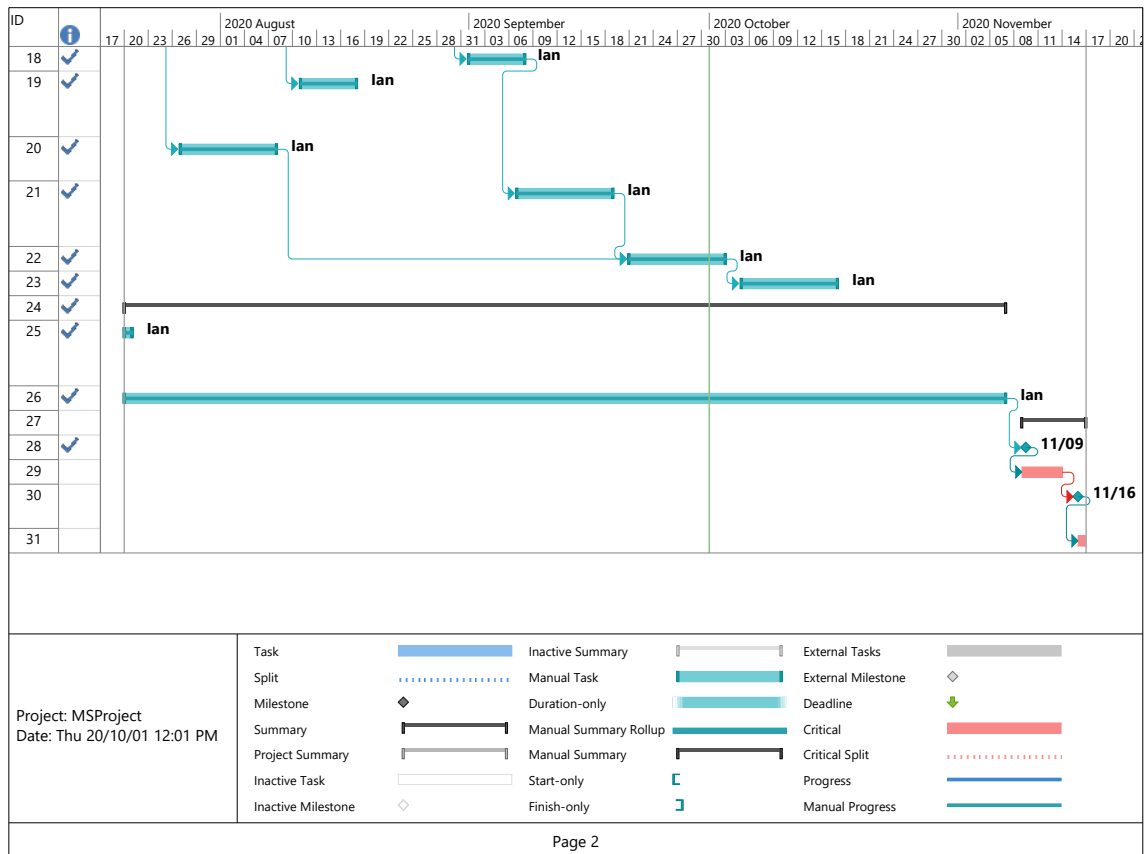 ID
2020 August 2020 September 2020 October 2020 November
17 20 23 26 29 01 04 07 10 13 16 19 22 25 28 31 03 06 09 12 15 18 21 24 27 30 03 06 09 12 15 18 21 24 27 30 02 05 08 11 14 17 20
18 Ian
19 Ian
20 Ian
21 Ian
22 Ian
23 Ian
24
25 Ian
26 Ian
27
28 11/09
29
30 11/16
31
Project: MSProject
Date: Thu 20/10/01 12:01 PM
Task
Split
Milestone
Summary
Project Summary
Inactive Task
Inactive Milestone
Inactive Summary
Manual Task
Duration-only
Manual Summary Rollup
Manual Summary
Start-only
Finish-only
External Tasks
External Milestone
Deadline
Critical
Critical Split
Progress
Manual Progress
Page 2